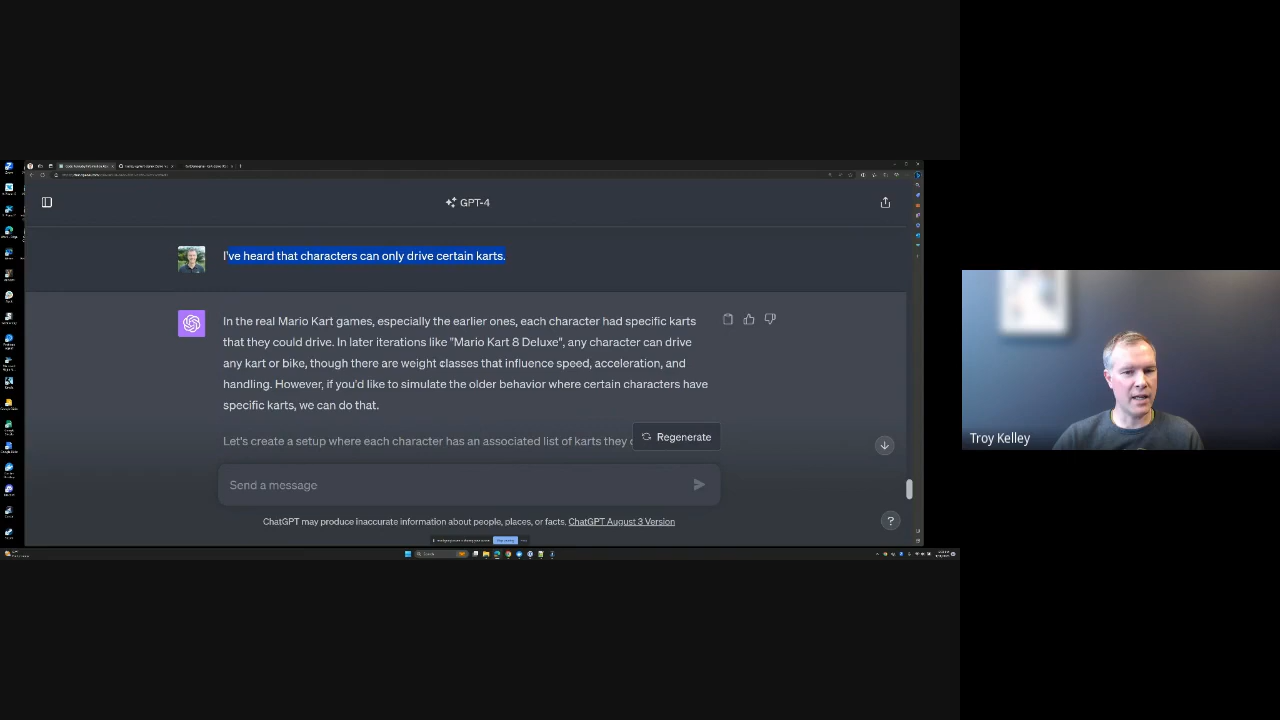 GPT-4
I've heard that characters can only drive certain karts.
In the real Mario Kart games, especially the earlier ones, each character had specific karts
that they could drive. In later iterations like "Mario Kart 8 Deluxe", any character can drive
any kart or bike, though there are weight classes that influence speed, acceleration, and
handling. However, if you'd like to simulate the older behavior where certain characters have
specific karts, we can do that.
Let's create a setup where each character has an associated list of karts they
Regenerate
Send a message
ChatGPT may produce inaccurate information about people, places, or facts. ChatGPT August 3 Version
?
Troy Kelley